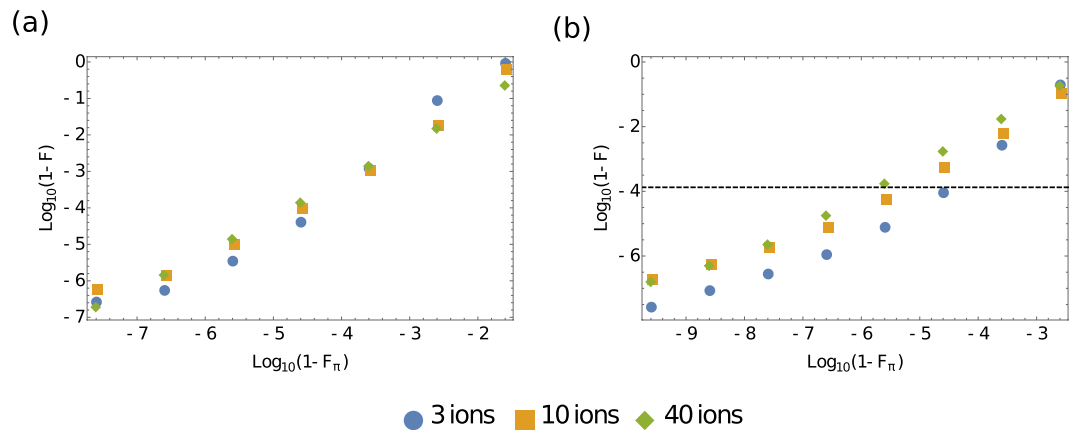 (a)
(b)
0
- 1
- 2
- 3
- 4
- 5
- 6
- 7
Log10(1- F)
- 7
- 6
- 5
- 4
- 3
- 2
Log10(1- Fπ)
0
- 2
- 4
- 6
Log10(1- F)
- 9
- 8
- 7
- 6
- 5
- 4
- 3
Log10(1- Fπ)
3 ions
10 ions
40 ions